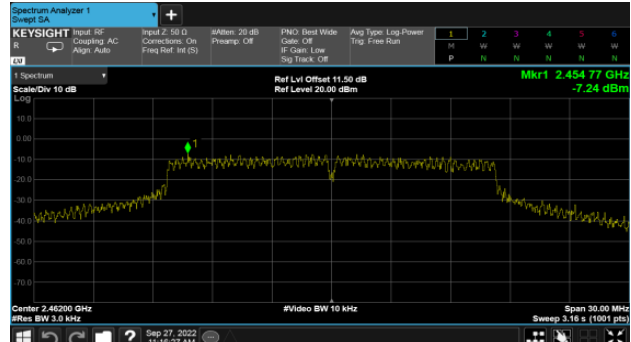 Spectrum Analyzer 1
Swept SA
+
KEYSIGHT Input: RF Input Z: 50 Ω #Atten: 20 dB PNO: Best Wide Avg Type: Log-Power 1 2 3 4 5 6
R Coupling: AC Corrections: On Preamp: Off Gate: Off Trig: Free Run M W W W W W
Align: Auto Freq Ref: Int (S) IF Gain: Low P N N N N N
LXI Sig Track: Off
1 Spectrum Ref Lvl Offset 11.50 dB Mkr1 2.454 77 GHz
Scale/Div 10 dB Ref Level 20.00 dBm -7.24 dBm
Log
10.0
0.00
1
-10.0
-20.0
-30.0
-40.0
-50.0
-60.0
-70.0
Center 2.46200 GHz #Video BW 10 kHz Span 30.00 MHz
#Res BW 3.0 kHz Sweep 3.16 s (1001 pts)
? Sep 27, 2022